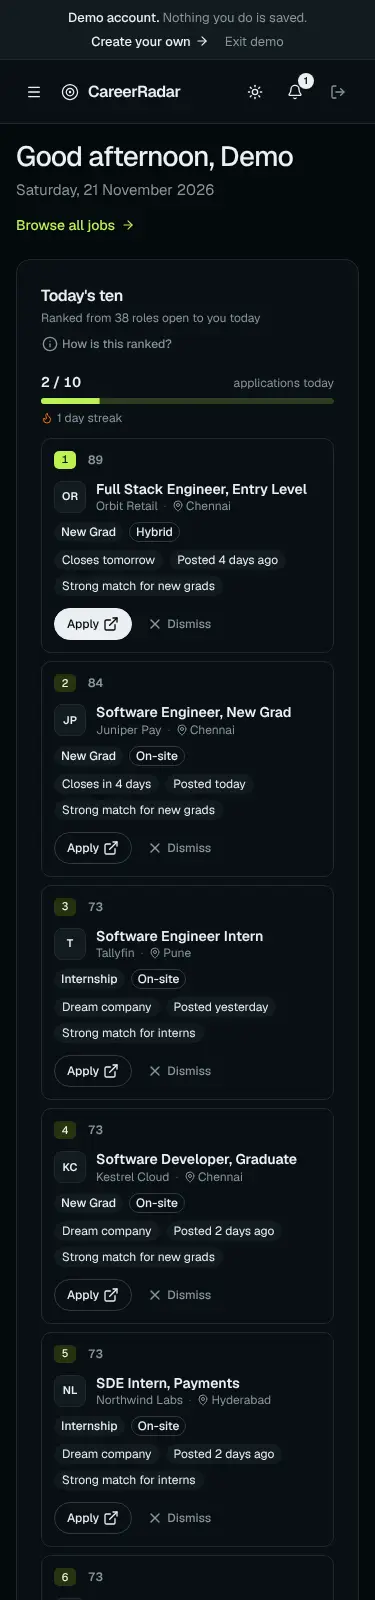 Demo account. Nothing you do is saved.
Create your own → Exit demo
CareerRadar
1
Good afternoon, Demo
Saturday, 21 November 2026
Browse all jobs →
Today's ten
Ranked from 38 roles open to you today
How is this ranked?
2 / 10 applications today
1 day streak
1 89
OR Full Stack Engineer, Entry Level
Orbit Retail · Chennai
New Grad Hybrid
Closes tomorrow Posted 4 days ago
Strong match for new grads
Apply Dismiss
2 84
JP Software Engineer, New Grad
Juniper Pay · Chennai
New Grad On-site
Closes in 4 days Posted today
Strong match for new grads
Apply Dismiss
3 73
T Software Engineer Intern
Tallyfin · Pune
Internship On-site
Dream company Posted yesterday
Strong match for interns
Apply Dismiss
4 73
KC Software Developer, Graduate
Kestrel Cloud · Chennai
New Grad On-site
Dream company Posted 2 days ago
Strong match for new grads
Apply Dismiss
5 73
NL SDE Intern, Payments
Northwind Labs · Hyderabad
Internship On-site
Dream company Posted 2 days ago
Strong match for interns
Apply Dismiss
6 73